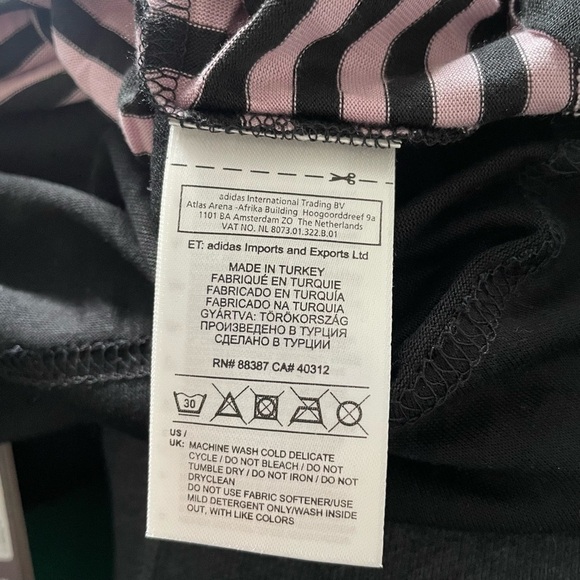 adidas International Trading BV
Atlas Arena -Afrika Building Hoogoorddreef 9a
1101 BA Amsterdam ZO The Netherlands
VAT NO. NL 8073.01.322.B.01
ET: adidas Imports and Exports Ltd
MADE IN TURKEY
FABRIQUÉ EN TURQUIE
FABRICADO EN TURQUÍA
FABRICADO NA TURQUIA
GYÁRTVA: TÖRÖKORSZÁG
ПРОИЗВЕДЕНО В ТУРЦИЯ
СДЕЛАНО В ТУРЦИИ
RN# 88387 CA# 40312
30
US /
UK: MACHINE WASH COLD DELICATE
CYCLE / DO NOT BLEACH / DO NOT
TUMBLE DRY / DO NOT IRON / DO NOT
DRYCLEAN
DO NOT USE FABRIC SOFTENER/USE
MILD DETERGENT ONLY/WASH INSIDE
OUT, WITH LIKE COLORS